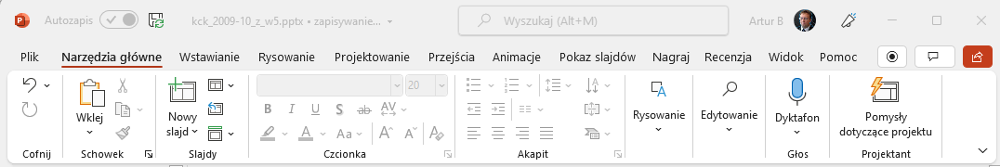 Autozapis
kck_2009-10_z_w5.pptx • zapisywanie...
Wyszukaj (Alt+M)
Artur B
Plik
Narzędzia główne
Wstawianie
Rysowanie
Projektowanie
Przejścia
Animacje
Pokaz slajdów
Nagraj
Recenzja
Widok
Pomoc
Wklej
Nowy
slajd
20
B I U S ab AV
A Aa A A A
Rysowanie
Edytowanie
Dyktafon
Pomysły
dotyczące projektu
Cofnij
Schowek
Slajdy
Czcionka
Akapit
Głos
Projektant